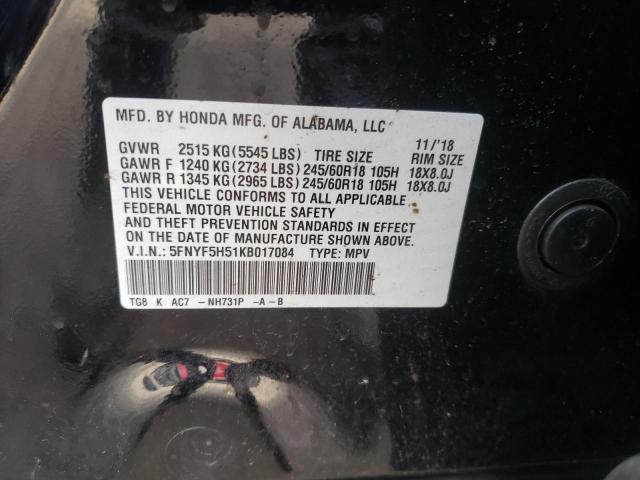 MFD. BY HONDA MFG. OF ALABAMA, LLC
11/'18
GVWR 2515 KG (5545 LBS) TIRE SIZE RIM SIZE
GAWR F 1240 KG (2734 LBS) 245/60R18 105H 18X8.0J
GAWR R 1345 KG (2965 LBS) 245/60R18 105H 18X8.0J
THIS VEHICLE CONFORMS TO ALL APPLICABLE
FEDERAL MOTOR VEHICLE SAFETY
AND THEFT PREVENTION STANDARDS IN EFFECT
ON THE DATE OF MANUFACTURE SHOWN ABOVE.
V.I.N.: 5FNYF5H51KB017084 TYPE: MPV
TG8 K AC7 -NH731P -A-B